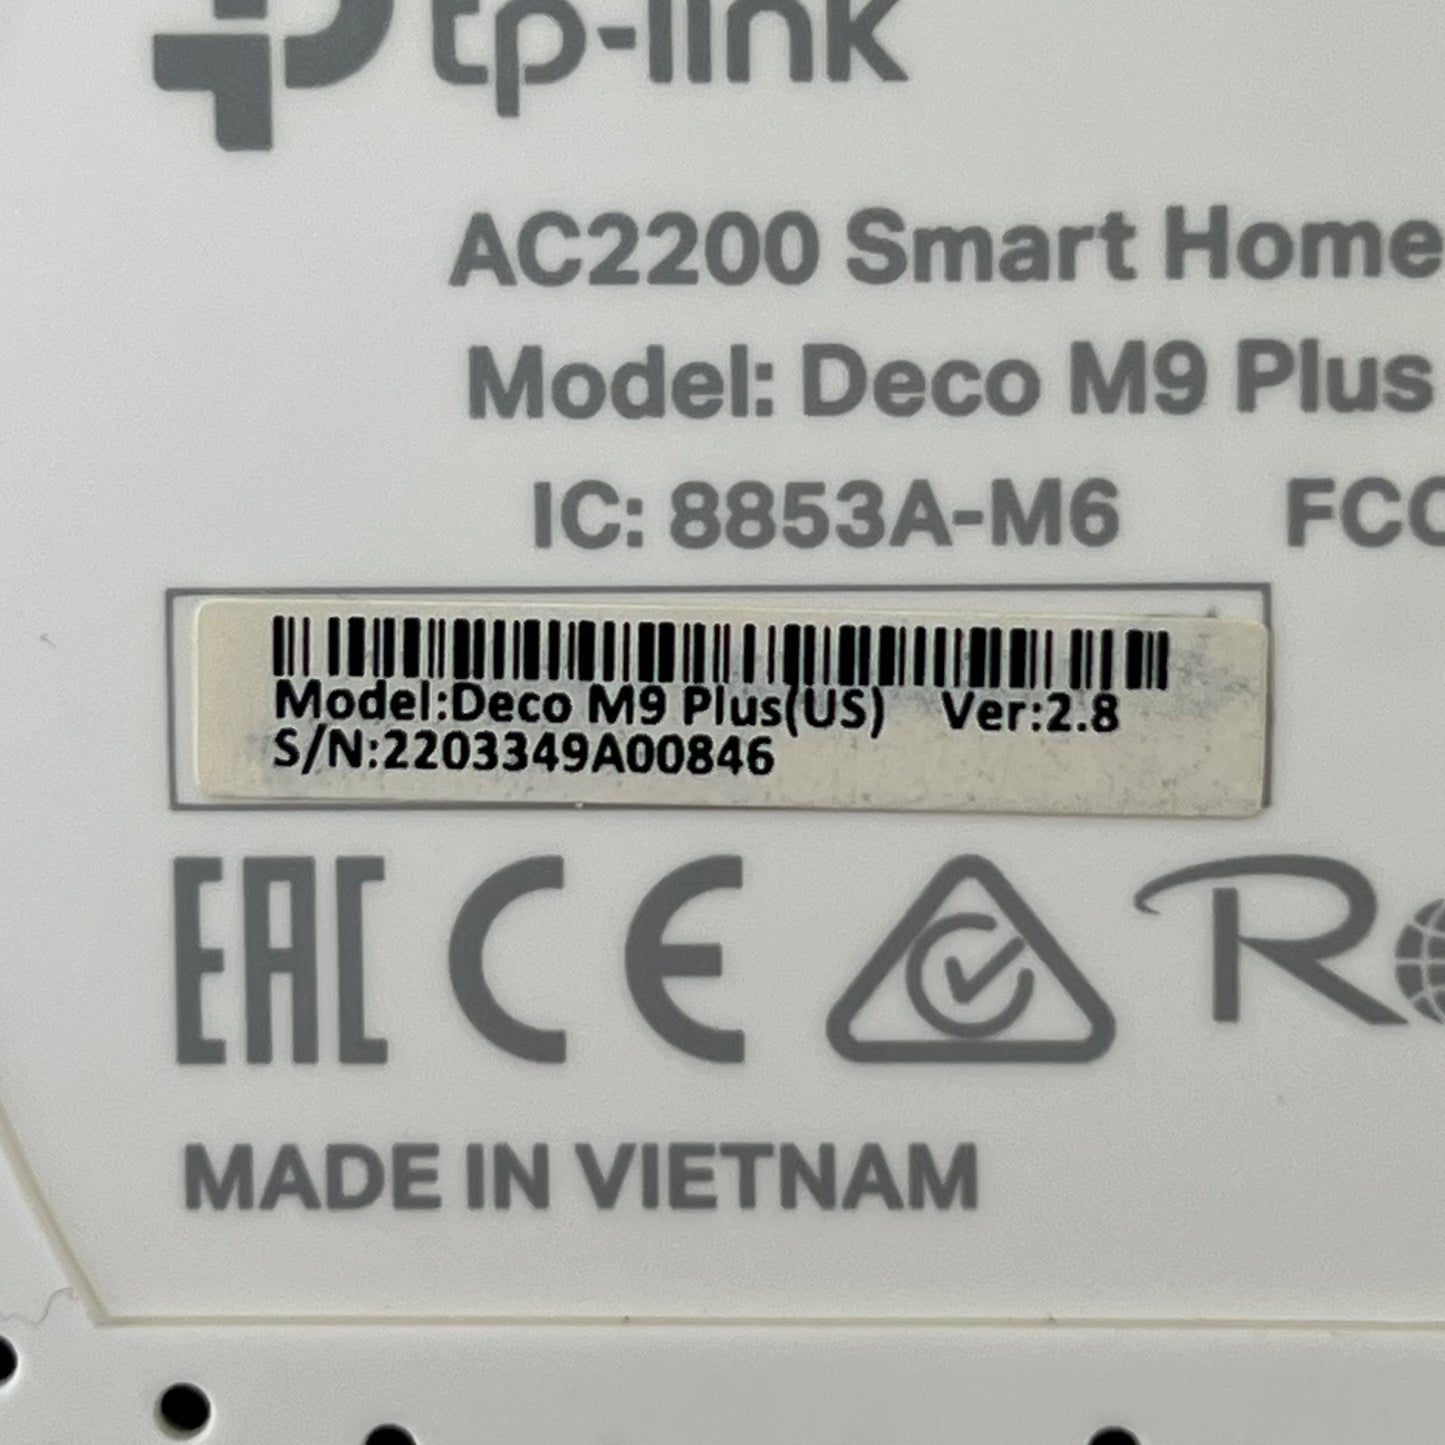 tp-link
AC2200 Smart Home
Model: Deco M9 Plus
IC: 8853A-M6 FCC
Model:Deco M9 Plus(US) Ver:2.8
S/N:2203349A00846
EAC CE R
MADE IN VIETNAM